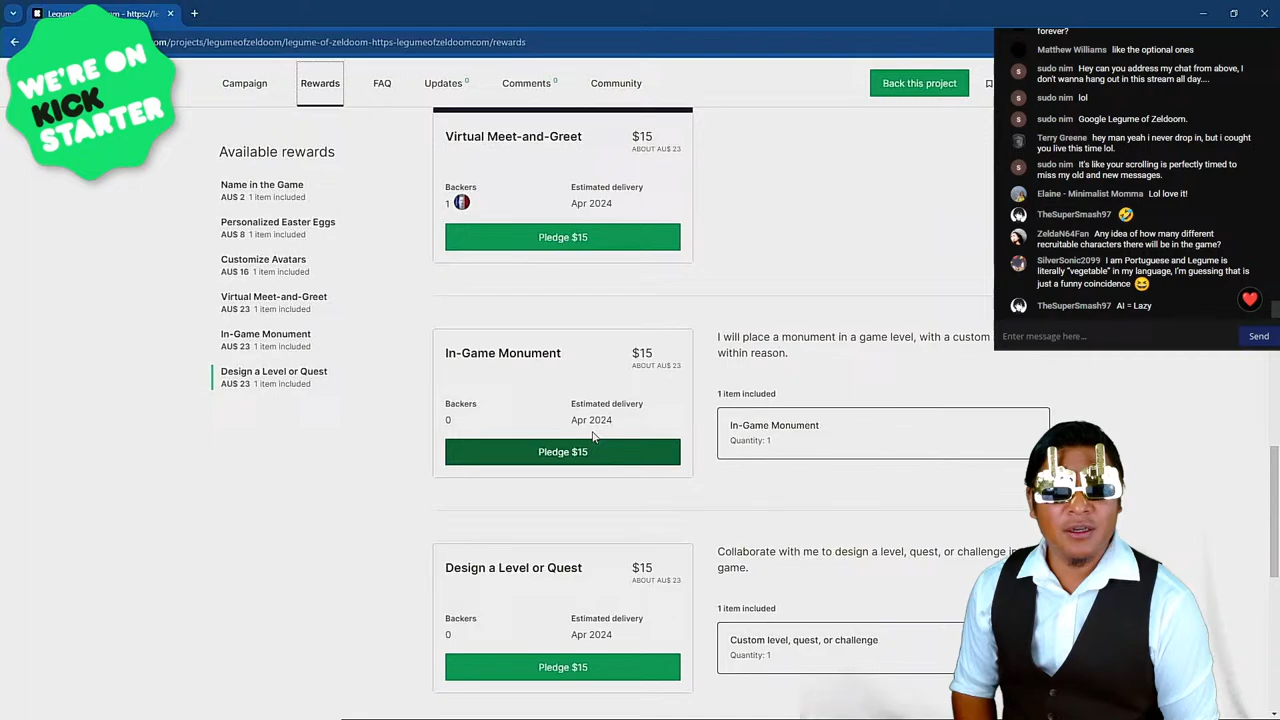 Legume
https://le
WE'RE ON
KICK
STARTER
.com/projects/legumeofzeldoom/legume-of-zeldoom-https-legumeofzeldoomcom/rewards
Campaign
Rewards
FAQ
Updates 0
Comments 0
Community
Back this project
Available rewards
Name in the Game
AU$ 2 1 item included
Personalized Easter Eggs
AU$ 8 1 item included
Customize Avatars
AU$ 16 1 item included
Virtual Meet-and-Greet
AU$ 23 1 item included
In-Game Monument
AU$ 23 1 item included
Design a Level or Quest
AU$ 23 1 item included
Virtual Meet-and-Greet
$15
ABOUT AU$ 23
Backers
Estimated delivery
1
Apr 2024
Pledge $15
In-Game Monument
$15
ABOUT AU$ 23
Backers
Estimated delivery
0
Apr 2024
Pledge $15
I will place a monument in a game level, with a custom
within reason.
1 item included
In-Game Monument
Quantity: 1
Design a Level or Quest
$15
ABOUT AU$ 23
Backers
Estimated delivery
0
Apr 2024
Pledge $15
Collaborate with me to design a level, quest, or challenge in
game.
1 item included
Custom level, quest, or challenge
Quantity: 1
forever?
Matthew Williams like the optional ones
sudo nim Hey can you address my chat from above, I
don't wanna hang out in this stream all day....
sudo nim lol
sudo nim Google Legume of Zeldoom.
Terry Greene hey man yeah i never drop in, but i cought
you live this time lol.
sudo nim It's like your scrolling is perfectly timed to
miss my old and new messages.
Elaine - Minimalist Momma Lol love it!
TheSuperSmash97 🤣
ZeldaN64Fan Any idea of how many different
recruitable characters there will be in the game?
SilverSonic2099 I am Portuguese and Legume is
literally "vegetable" in my language, I'm guessing that is
just a funny coincidence 😆
TheSuperSmash97 AI = Lazy
Enter message here...
Send